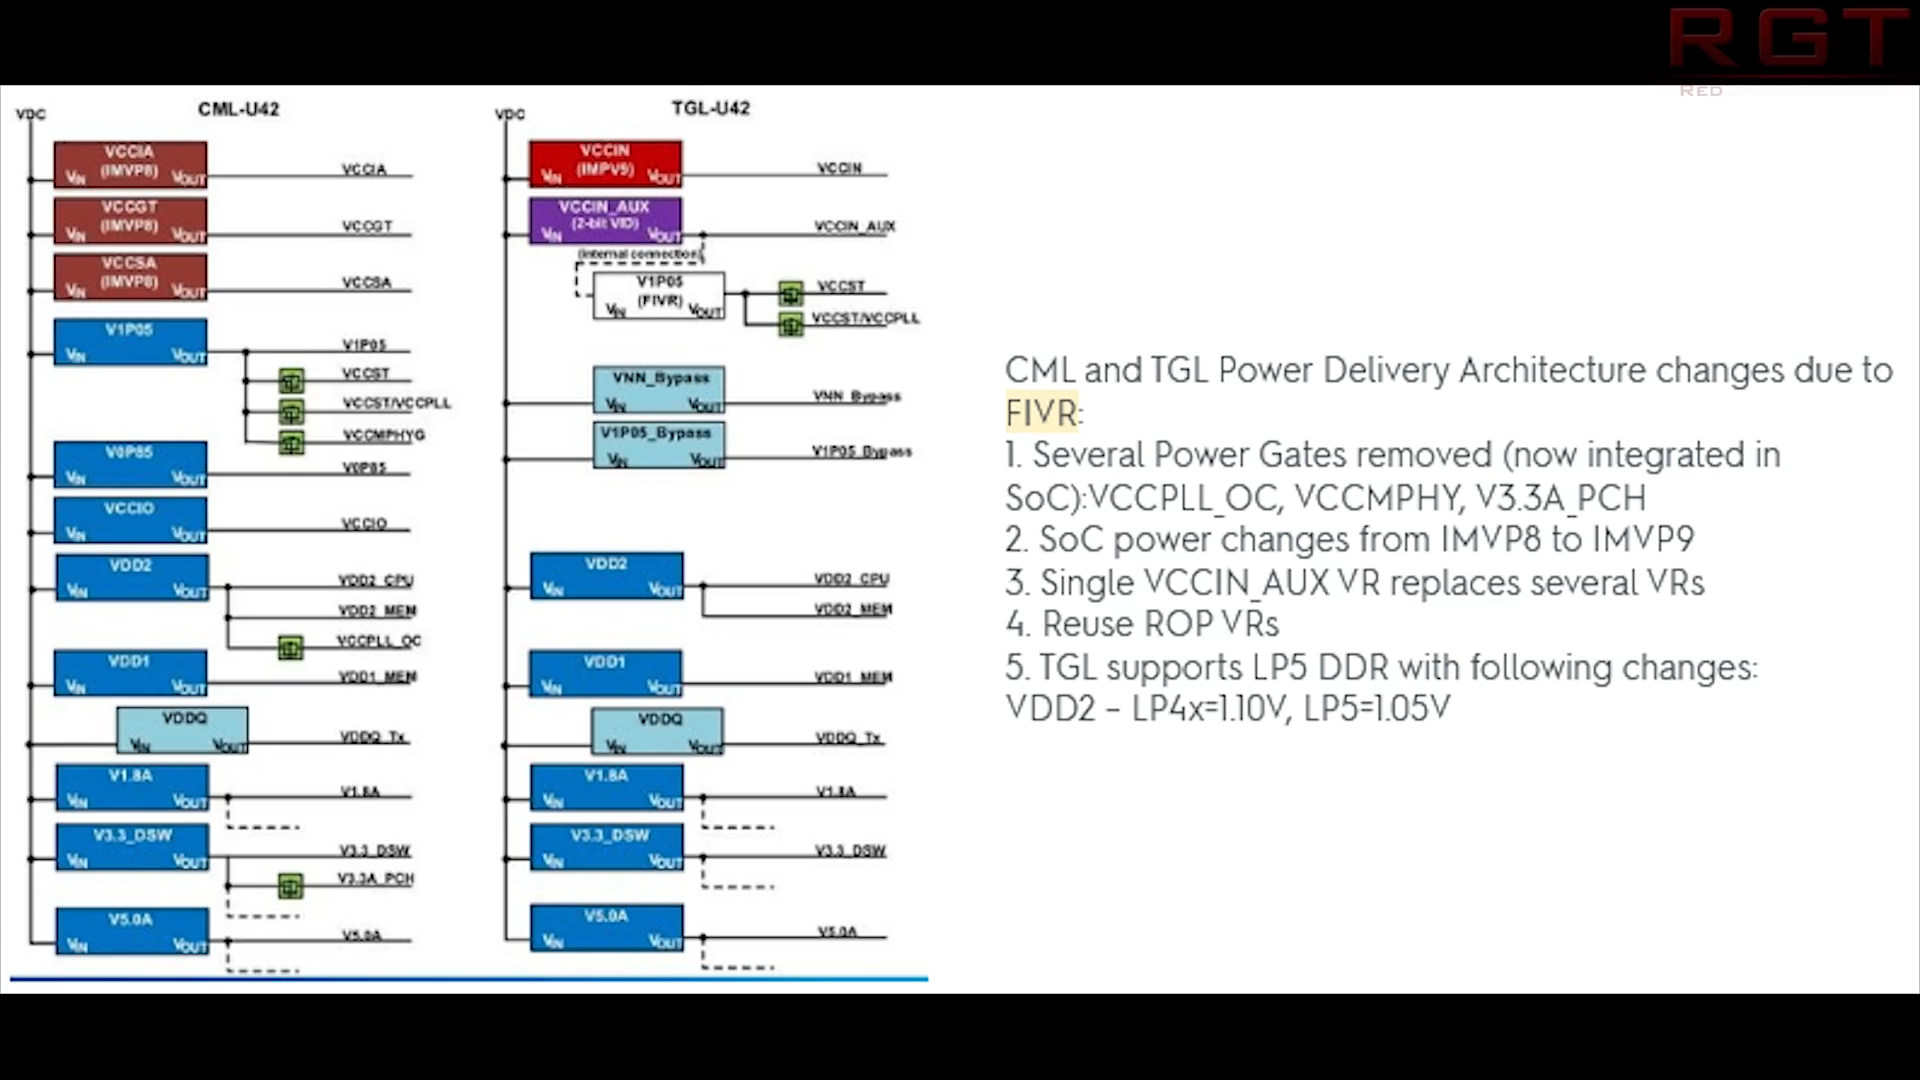 RGT
RED
CML-U42
VDC
VCCIA
(IMVP8)
VIN VOUT
VCCIA
VCCGT
(IMVP8)
VIN VOUT
VCCGT
VCCSA
(IMVP8)
VIN VOUT
VCCSA
V1P05
VIN VOUT
V1P05
VCCST
VCCST/VCCPLL
VCCMPHYG
V0P85
VIN VOUT
V0P85
VCCIO
VIN VOUT
VCCIO
VDD2
VIN VOUT
VDD2_CPU
VDD2_MEM
VCCPLL_OC
VDD1
VIN VOUT
VDD1_MEM
VDDQ
VIN VOUT
VDDQ_Tx
V1.8A
VIN VOUT
V1.8A
V3.3_DSW
VIN VOUT
V3.3_DSW
V3.3A_PCH
V5.0A
VIN VOUT
V5.0A
TGL-U42
VDC
VCCIN
(IMPV9)
VIN VOUT
VCCIN
VCCIN_AUX
(2-bit VID)
VIN VOUT
VCCIN_AUX
(internal connection)
V1P05
(FIVR)
VIN VOUT
VCCST
VCCST/VCCPLL
VNN_Bypass
VIN VOUT
VNN_Bypass
V1P05_Bypass
VIN VOUT
V1P05_Bypass
VDD2
VIN VOUT
VDD2_CPU
VDD2_MEM
VDD1
VIN VOUT
VDD1_MEM
VDDQ
VIN VOUT
VDDQ_Tx
V1.8A
VIN VOUT
V1.8A
V3.3_DSW
VIN VOUT
V3.3_DSW
V5.0A
VIN VOUT
V5.0A
CML and TGL Power Delivery Architecture changes due to
FIVR:
1. Several Power Gates removed (now integrated in
SoC):VCCPLL_OC, VCCMPHY, V3.3A_PCH
2. SoC power changes from IMVP8 to IMVP9
3. Single VCCIN_AUX VR replaces several VRs
4. Reuse ROP VRs
5. TGL supports LP5 DDR with following changes:
VDD2 – LP4x=1.10V, LP5=1.05V